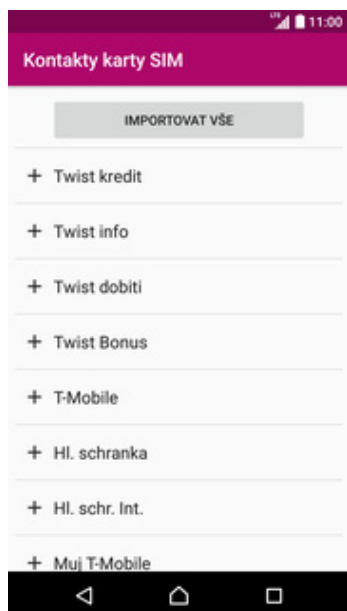 LTE 11:00
Kontakty karty SIM
IMPORTOVAT VŠE
+ Twist kredit
+ Twist info
+ Twist dobiti
+ Twist Bonus
+ T-Mobile
+ Hl. schranka
+ Hl. schr. Int.
+ Muj T-Mobile